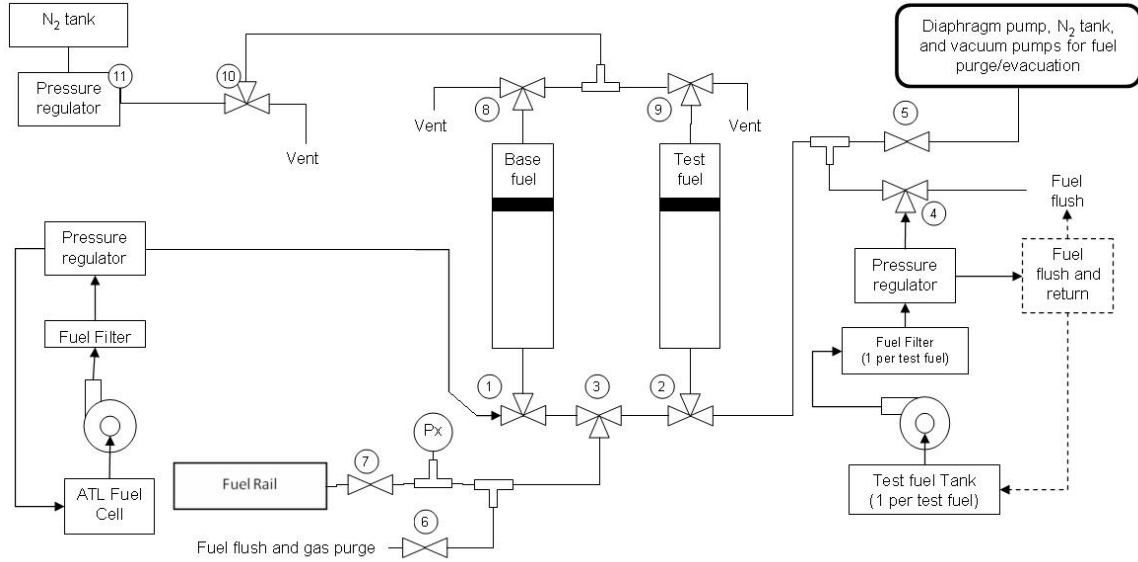 N₂ tank
Pressure
regulator
11
10
Vent
Vent
8
9
Vent
Diaphragm pump, N₂ tank,
and vacuum pumps for fuel
purge/evacuation
5
Base
fuel
Test
fuel
4
Fuel
flush
Pressure
regulator
Pressure
regulator
Fuel
flush and
return
Fuel Filter
Fuel Filter
(1 per test fuel)
1
3
2
Px
7
Fuel Rail
ATL Fuel
Cell
Test fuel Tank
(1 per test fuel)
6
Fuel flush and gas purge